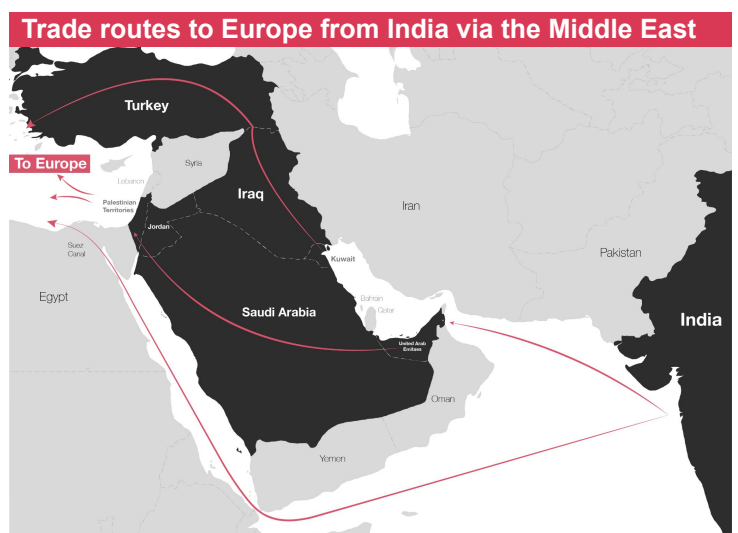 Trade routes to Europe from India via the Middle East
Turkey
To Europe
Syria
Lebanon
Iraq
Palestinian
Territories
Iran
Jordan
Suez
Canal
Kuwait
Pakistan
Egypt
Bahrain
Qatar
Saudi Arabia
India
United Arab
Emitaes
Oman
Yemen